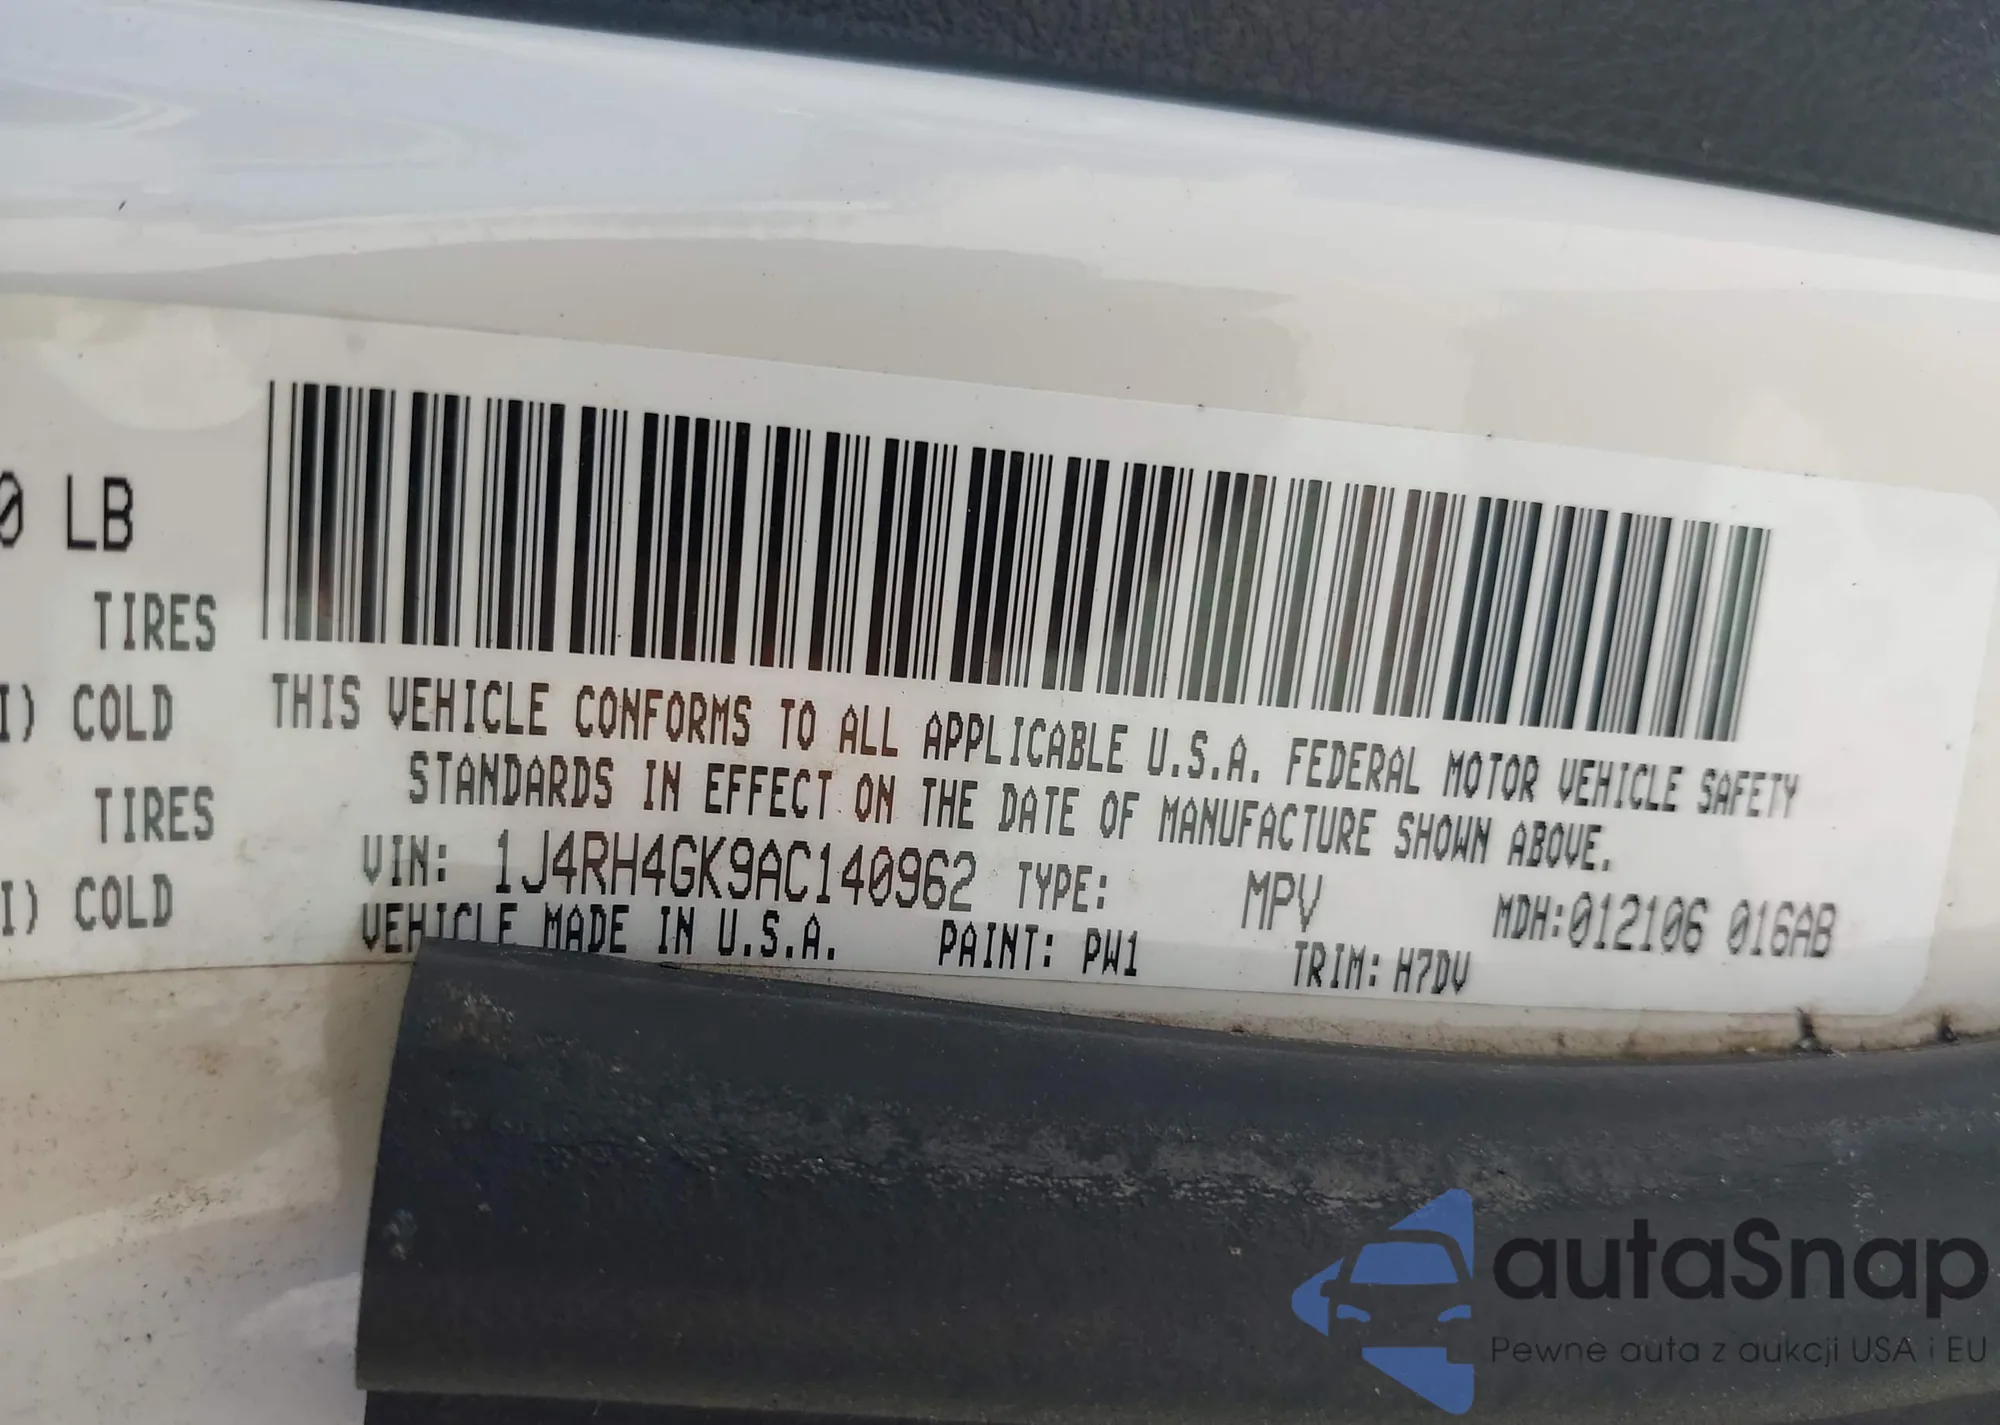 0 LB
TIRES
I) COLD
TIRES
I) COLD
THIS VEHICLE CONFORMS TO ALL APPLICABLE U.S.A. FEDERAL MOTOR VEHICLE SAFETY
STANDARDS IN EFFECT ON THE DATE OF MANUFACTURE SHOWN ABOVE.
VIN: 1J4RH4GK9AC140962 TYPE: MPV MDH:012106 016AB
VEHICLE MADE IN U.S.A. PAINT: PW1 TRIM: H7DV
autaSnap
Pewne auta z aukcji USA i EU